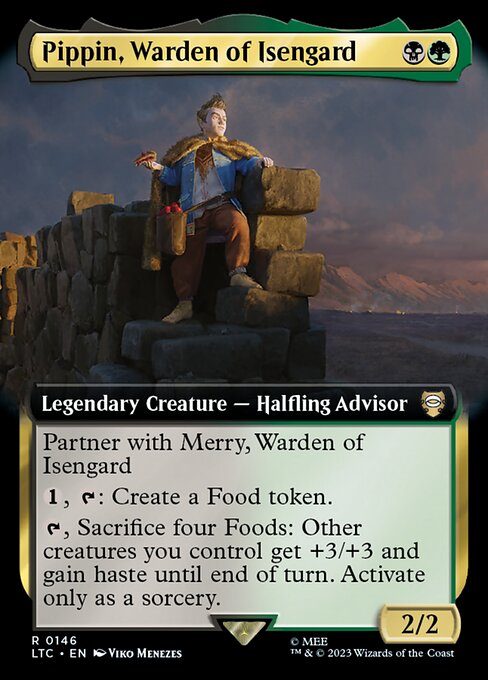 Pippin, Warden of Isengard
Legendary Creature — Halfling Advisor
Partner with Merry, Warden of
Isengard
1, : Create a Food token.
, Sacrifice four Foods: Other
creatures you control get +3/+3 and
gain haste until end of turn. Activate
only as a sorcery.
2/2
R 0146
LTC • EN Viko Menezes
© MEE
™ & © 2023 Wizards of the Coast